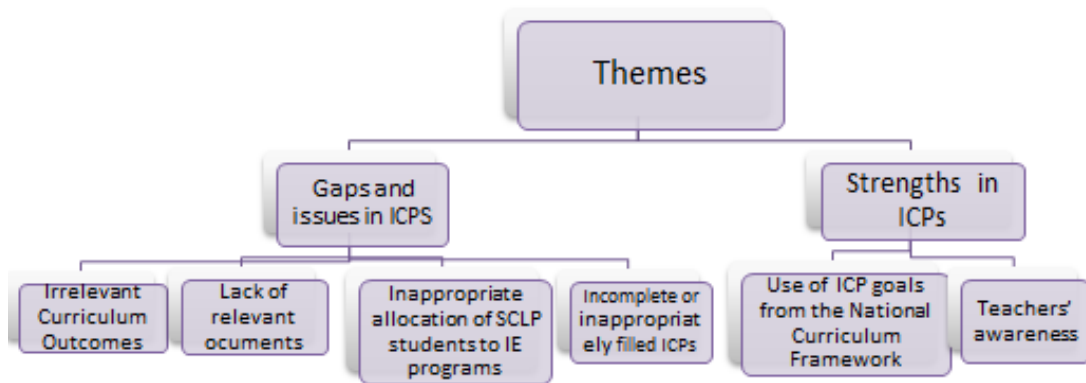 Themes
Gaps and
issues in ICPS
Strengths in
ICPs
Irrelevant
Curriculum
Outcomes
Lack of
relevant
ocuments
Inappropriate
allocation of SCLP
students to IE
programs
Incomplete or
inappropriat
ely filled ICPs
Use of ICP goals
from the National
Curriculum
Framework
Teachers'
awareness